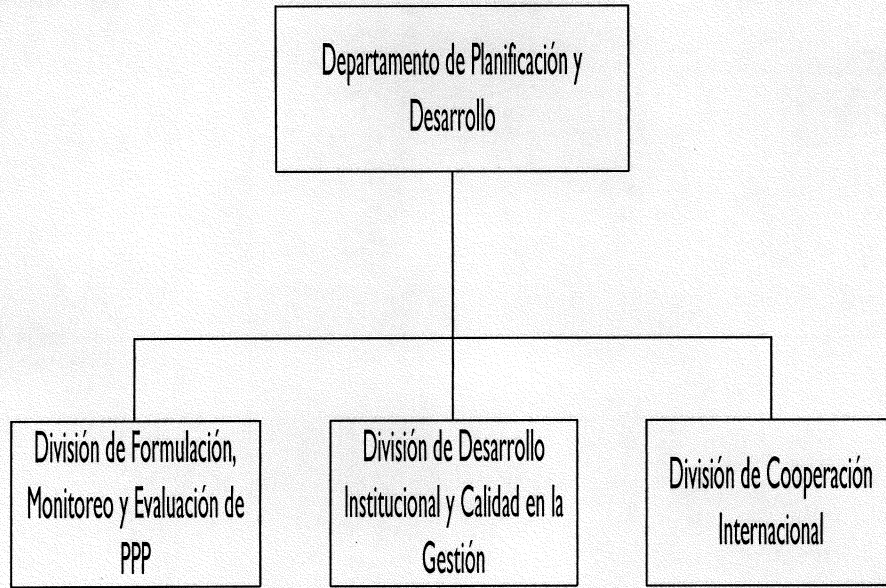 Departamento de Planificación y
Desarrollo
División de Formulación,
Monitoreo y Evaluación de
PPP
División de Desarrollo
Institucional y Calidad en la
Gestión
División de Cooperación
Internacional